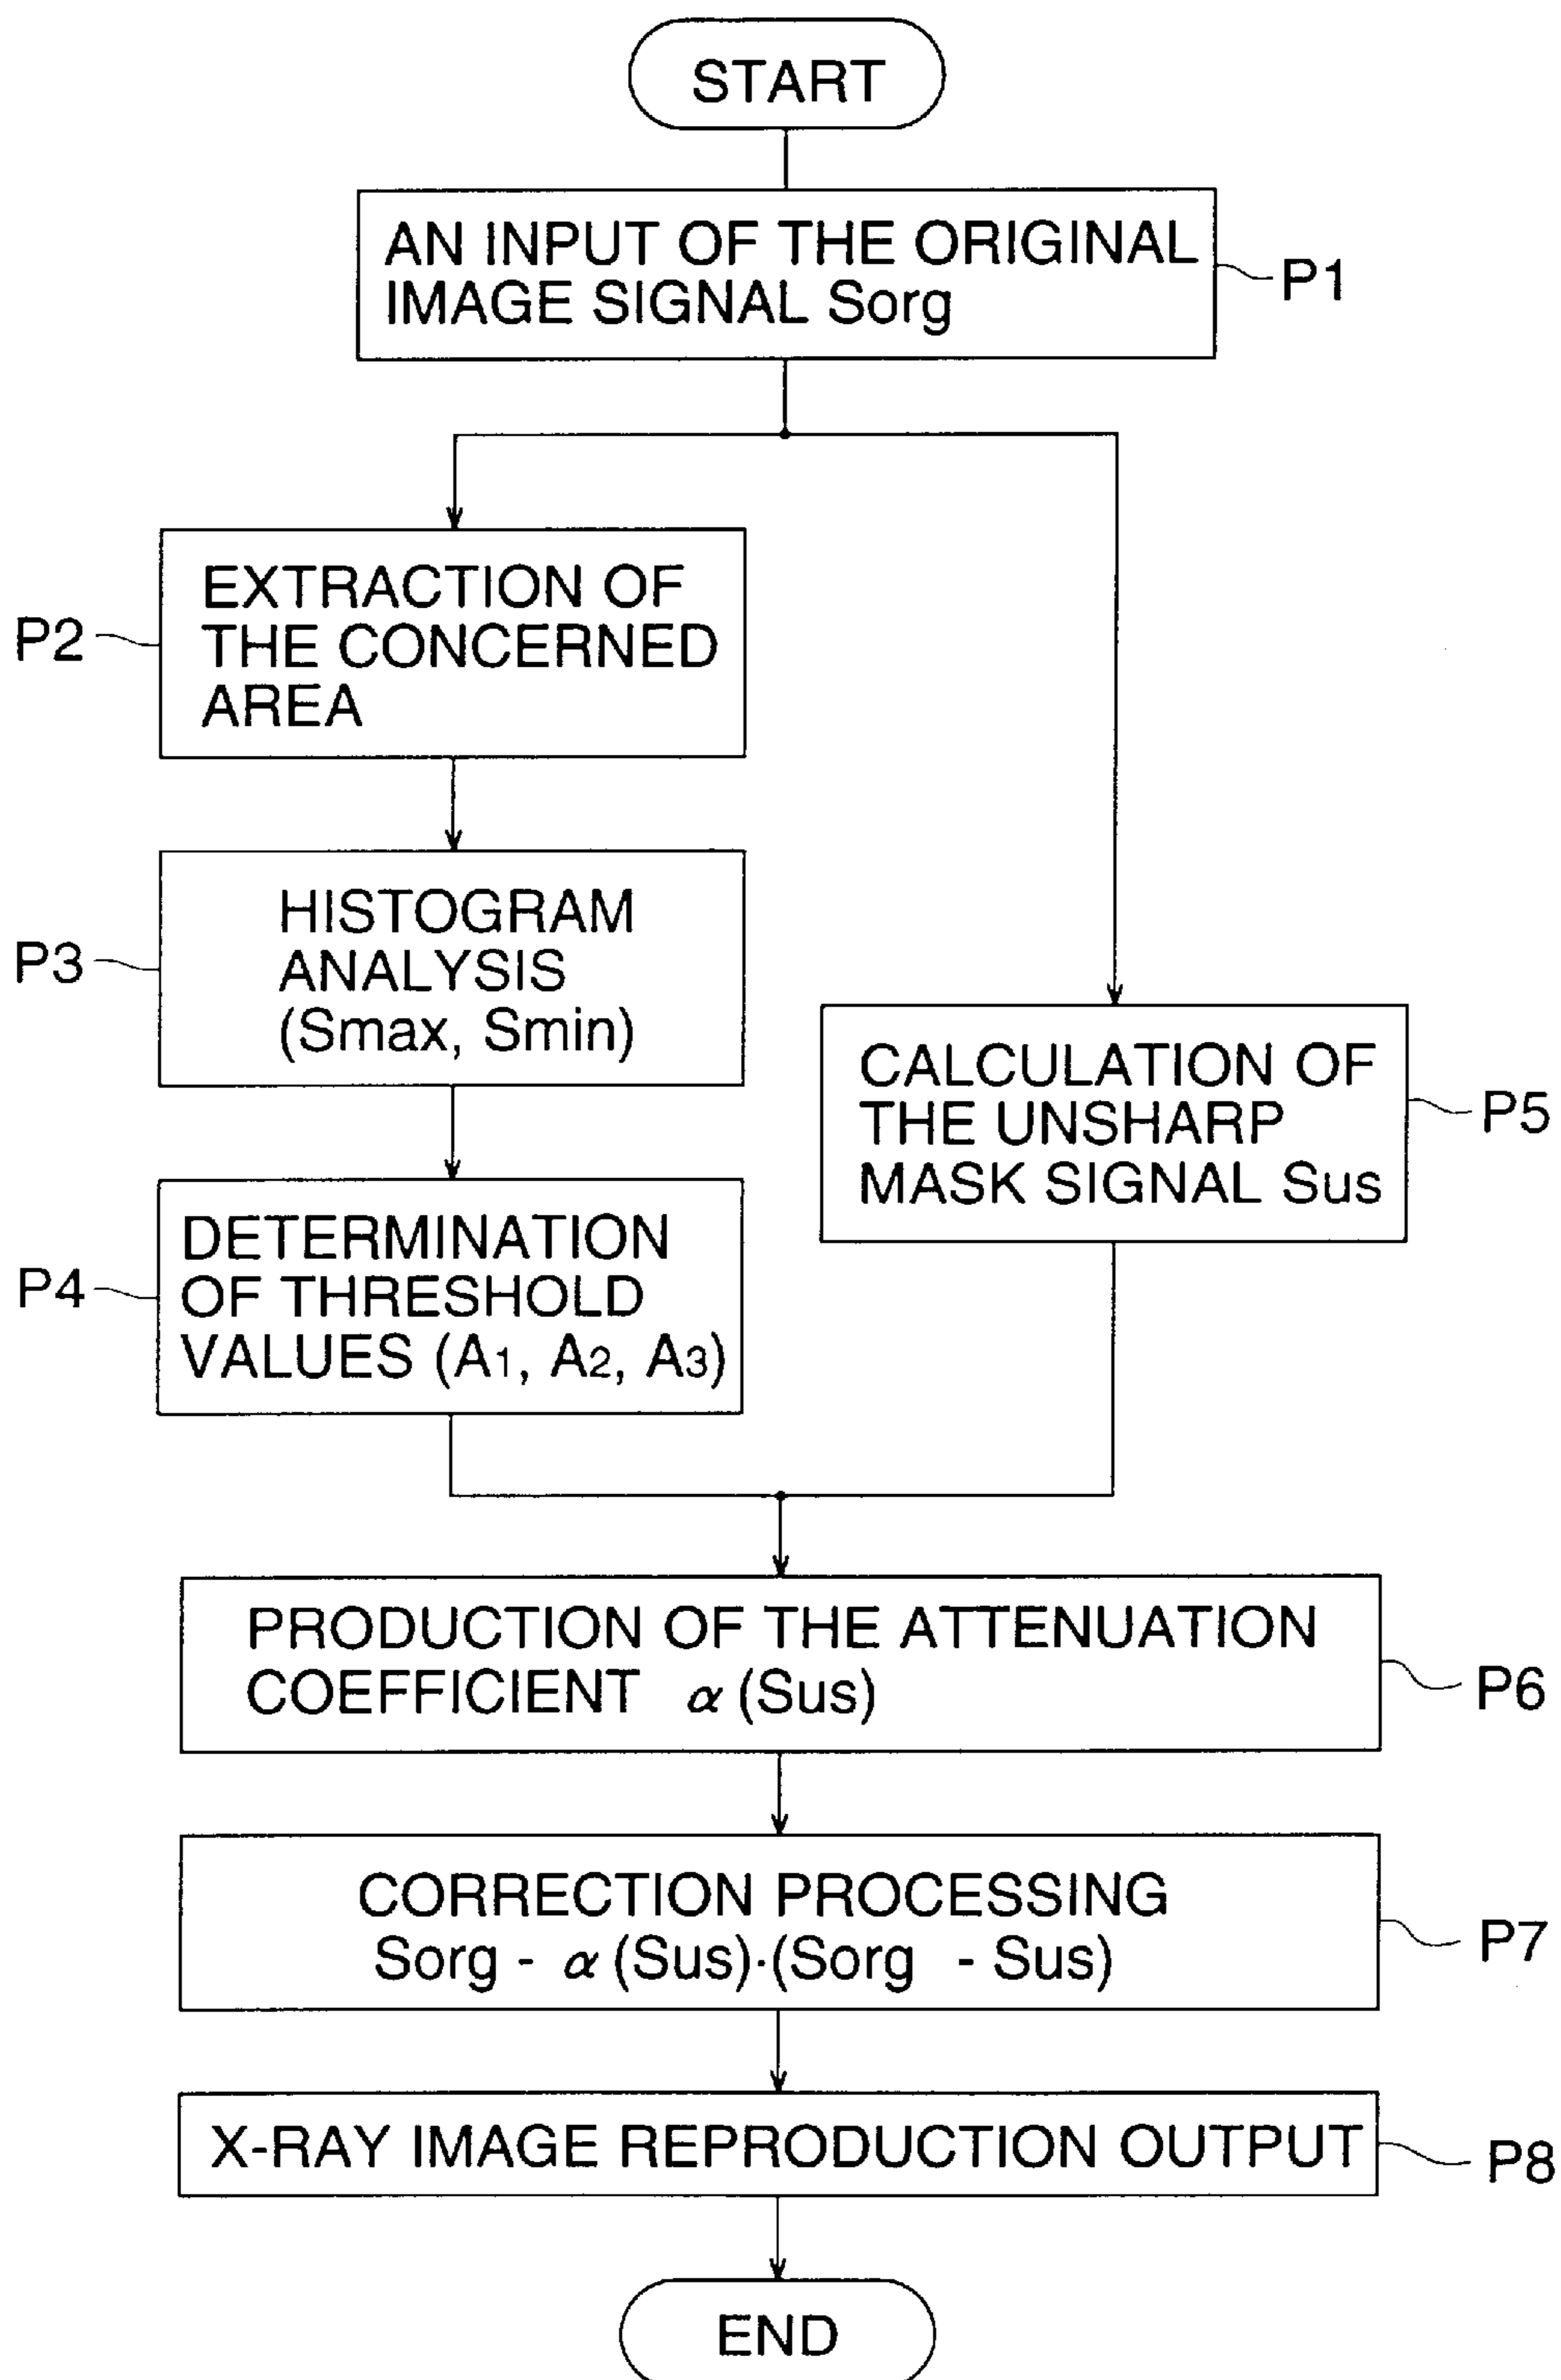 START
AN INPUT OF THE ORIGINAL
IMAGE SIGNAL Sorg
P1
EXTRACTION OF
THE CONCERNED
AREA
P2
HISTOGRAM
ANALYSIS
(Smax, Smin)
P3
DETERMINATION
OF THRESHOLD
VALUES (A1, A2, A3)
P4
CALCULATION OF
THE UNSHARP
MASK SIGNAL Sus
P5
PRODUCTION OF THE ATTENUATION
COEFFICIENT α (Sus)
P6
CORRECTION PROCESSING
Sorg - α (Sus)·(Sorg - Sus)
P7
X-RAY IMAGE REPRODUCTION OUTPUT
P8
END